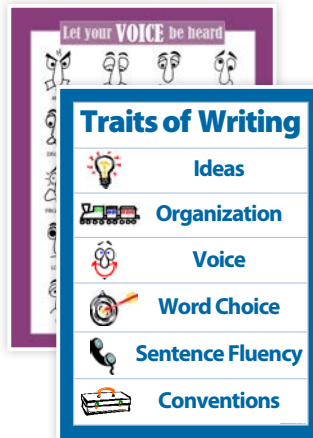 Let your VOICE be heard
Traits of Writing
Ideas
Organization
Voice
Word Choice
Sentence Fluency
Conventions